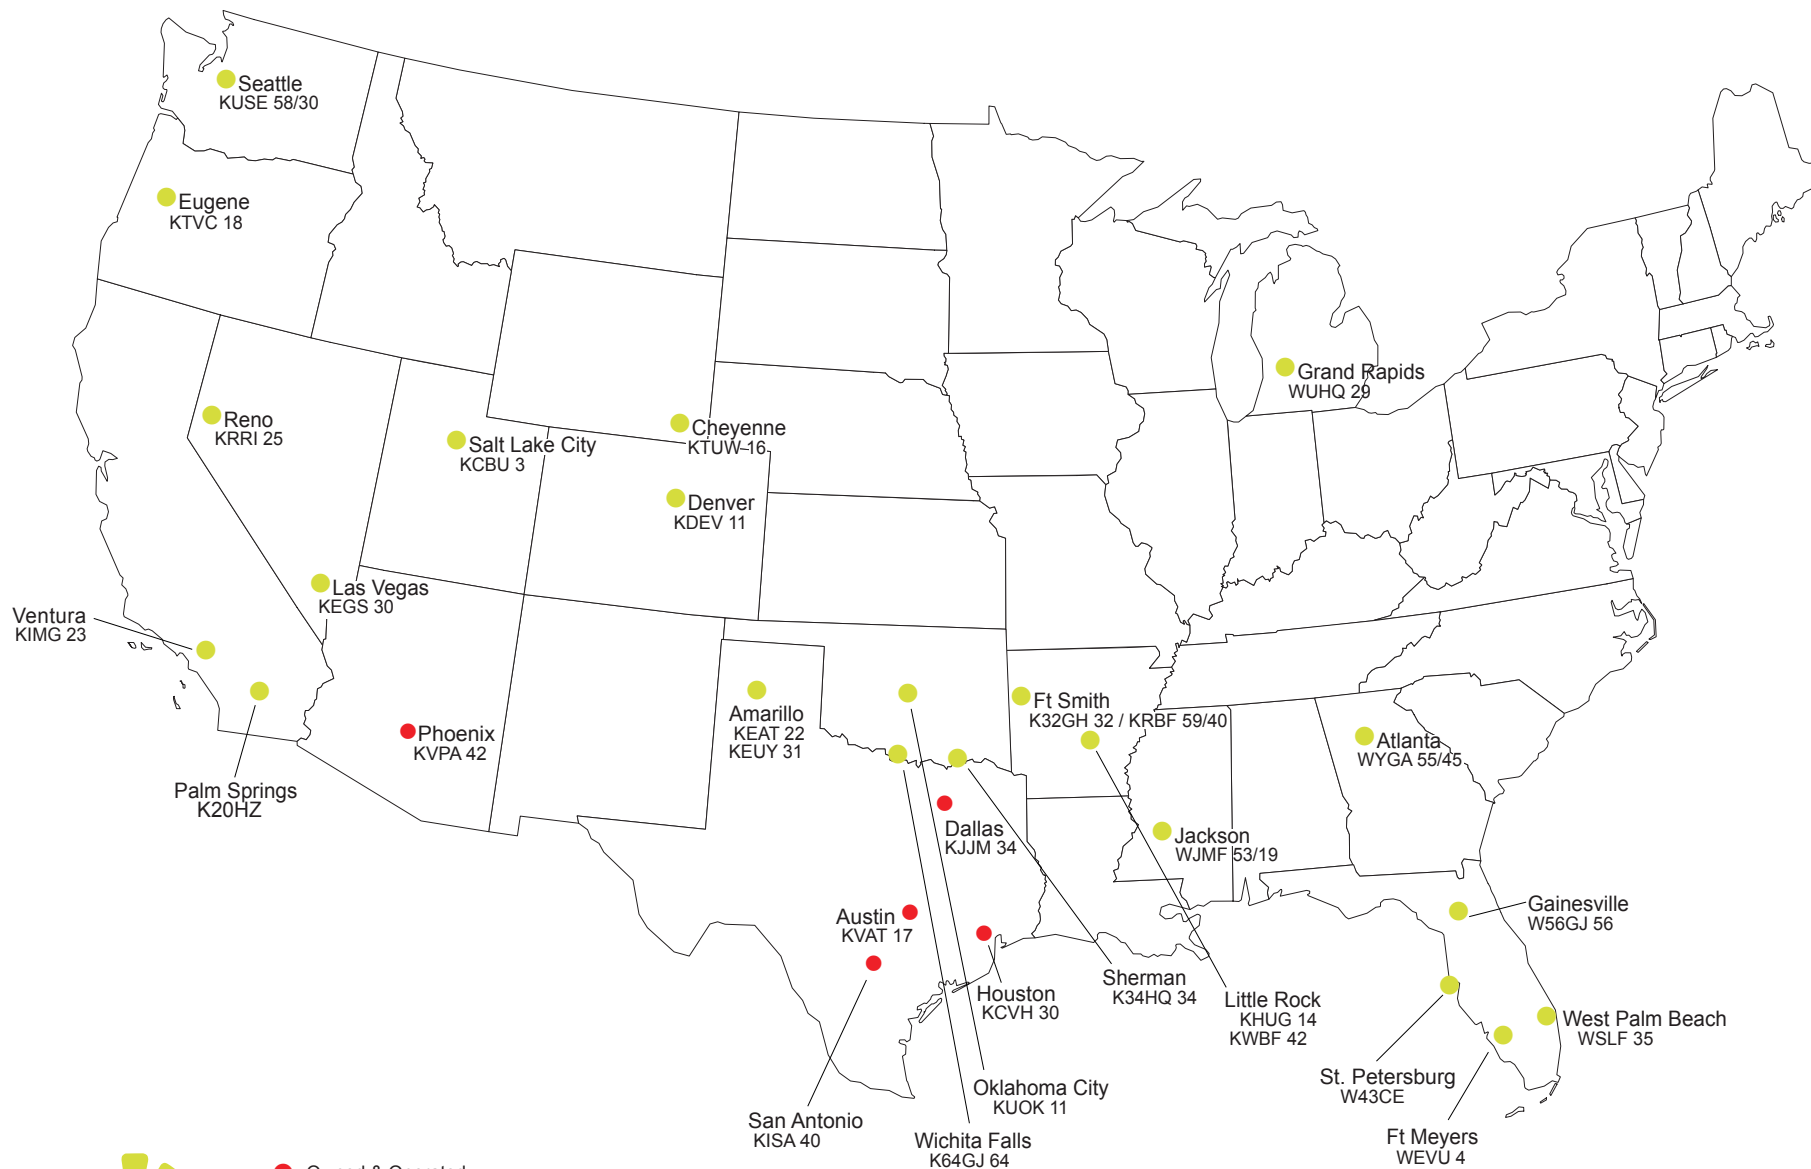 Seattle
KUSE 58/30
Eugene
KTVC 18
Grand Rapids
WUHQ 29
Reno
KRRI 25
Cheyenne
KTUW 16
Salt Lake City
KCBU 3
Denver
KDEV 11
Las Vegas
KEGS 30
Ventura
KIMG 23
Palm Springs
K20HZ
Phoenix
KVPA 42
Amarillo
KEAT 22
KEUY 31
Ft Smith
K32GH 32 / KRBF 59/40
Atlanta
WYGA 55/45
Dallas
KJJM 34
Jackson
WJMF 53/19
Austin
KVAT 17
Gainesville
W56GJ 56
Houston
KCVH 30
Sherman
K34HQ 34
Little Rock
KHUG 14
KWBF 42
West Palm Beach
WSLF 35
St. Petersburg
W43CE
Oklahoma City
KUOK 11
San Antonio
KISA 40
Wichita Falls
K64GJ 64
Ft Meyers
WEVU 4
Owned & Operated